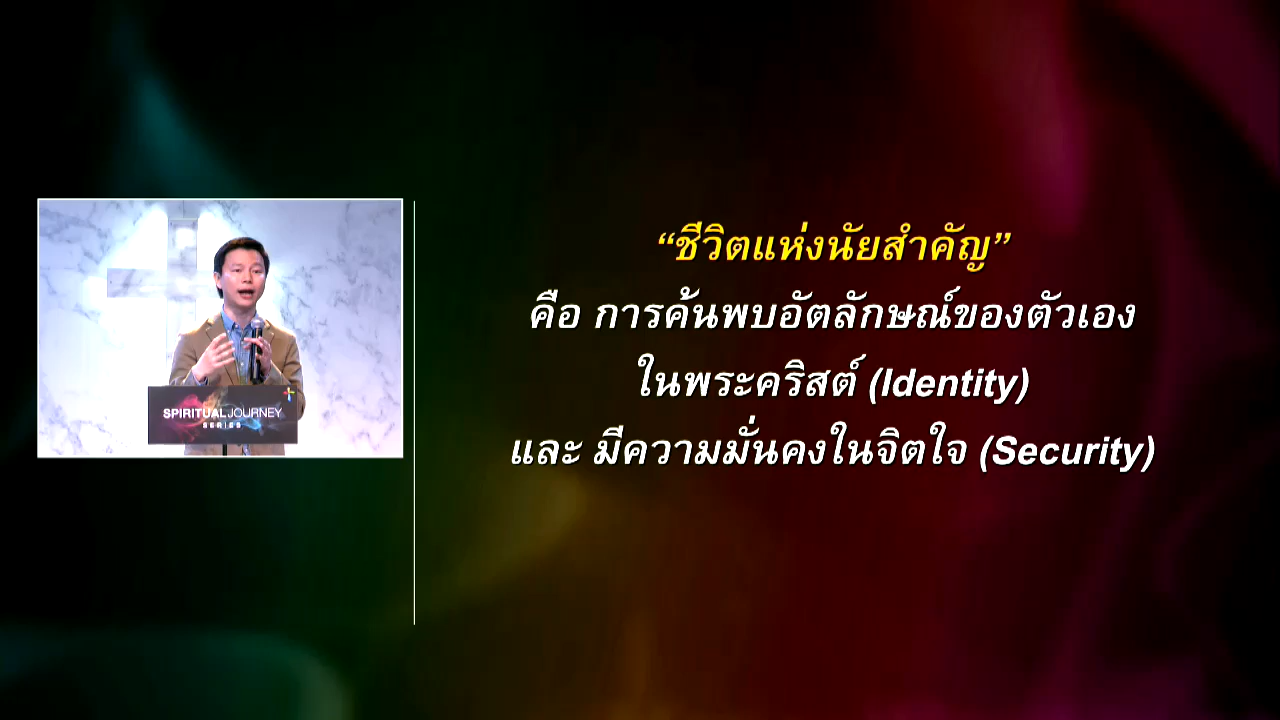 SPIRITUAL JOURNEY
SERIES
“ชีวิตแห่งนัยสำคัญ”
คือ การค้นพบอัตลักษณ์ของตัวเอง
ในพระคริสต์ (Identity)
และ มีความมั่นคงในจิตใจ (Security)